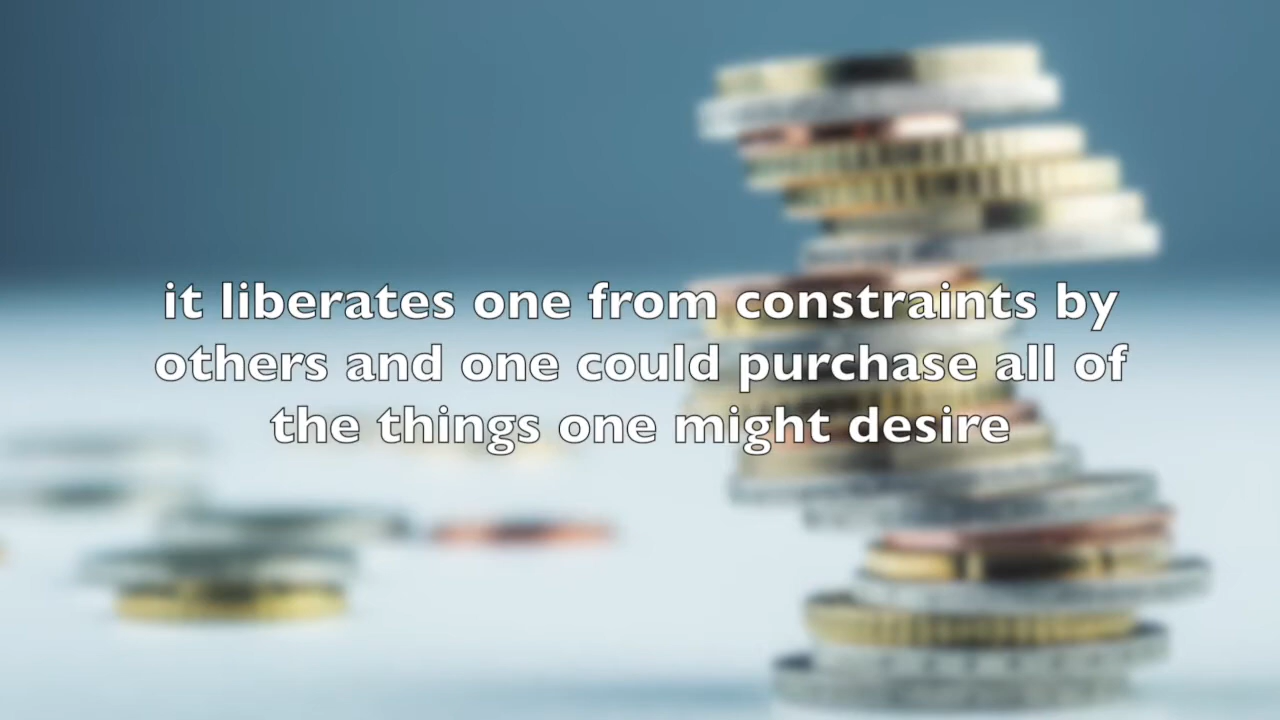 it liberates one from constraints by
others and one could purchase all of
the things one might desire